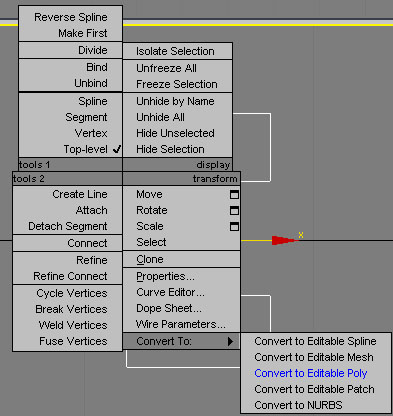 Reverse Spline
Make First
Divide
Bind
Unbind
Spline
Segment
Vertex
Top-level
tools 1
Isolate Selection
Unfreeze All
Freeze Selection
Unhide by Name
Unhide All
Hide Unselected
Hide Selection
display
tools 2
Create Line
Attach
Detach Segment
Connect
Refine
Refine Connect
Cycle Vertices
Break Vertices
Weld Vertices
Fuse Vertices
transform
Move
Rotate
Scale
Select
Clone
Properties...
Curve Editor...
Dope Sheet...
Wire Parameters...
Convert To:
Convert to Editable Spline
Convert to Editable Mesh
Convert to Editable Poly
Convert to Editable Patch
Convert to NURBS
x